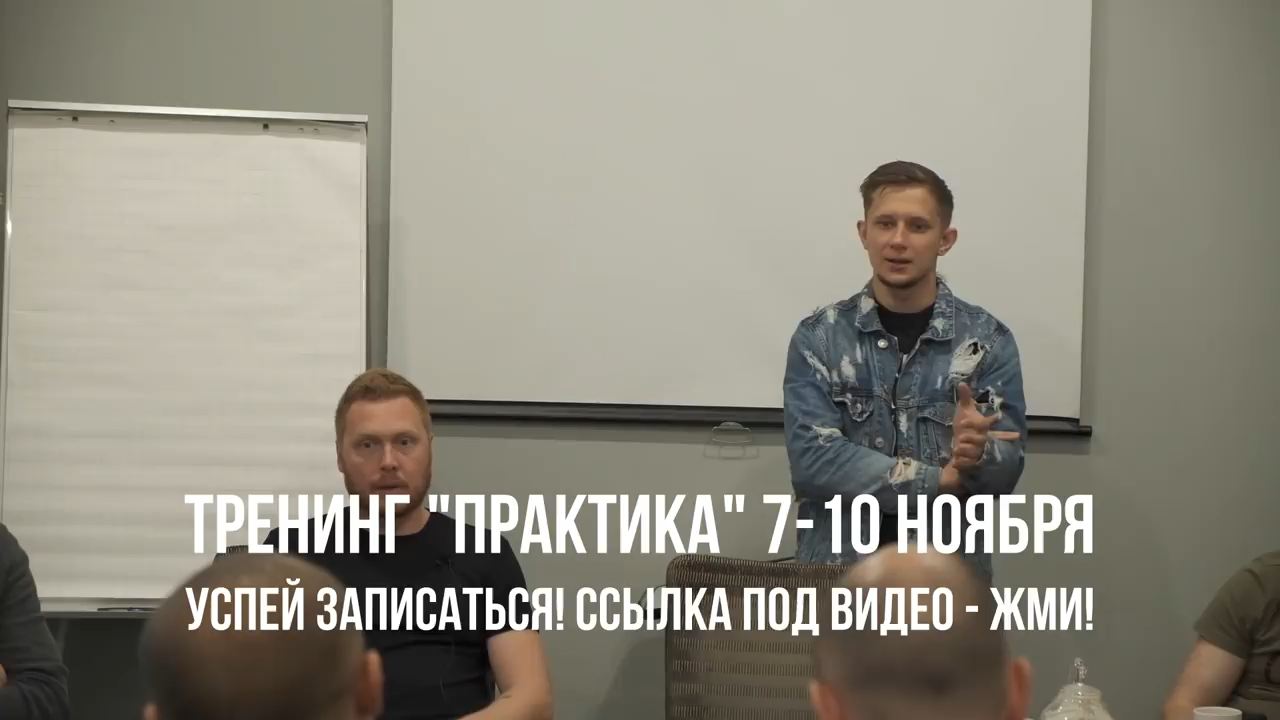 ТРЕНИНГ "ПРАКТИКА" 7-10 НОЯБРЯ
УСПЕЙ ЗАПИСАТЬСЯ! ССЫЛКА ПОД ВИДЕО - ЖМИ!